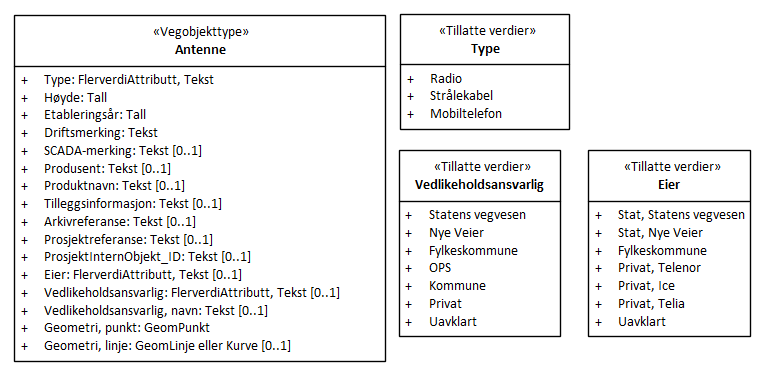 «Vegobjekttype»
Antenne
+ Type: FlerverdiAttributt, Tekst
+ Høyde: Tall
+ Etableringsår: Tall
+ Driftsmerking: Tekst
+ SCADA-merking: Tekst [0..1]
+ Produsent: Tekst [0..1]
+ Produktnavn: Tekst [0..1]
+ Tilleggsinformasjon: Tekst [0..1]
+ Arkivreferanse: Tekst [0..1]
+ Prosjektreferanse: Tekst [0..1]
+ ProsjektInternObjekt_ID: Tekst [0..1]
+ Eier: FlerverdiAttributt, Tekst [0..1]
+ Vedlikeholdsansvarlig: FlerverdiAttributt, Tekst [0..1]
+ Vedlikeholdsansvarlig, navn: Tekst [0..1]
+ Geometri, punkt: GeomPunkt
+ Geometri, linje: GeomLinje eller Kurve [0..1]
«Tillatte verdier»
Type
+ Radio
+ Strålekabel
+ Mobiltelefon
«Tillatte verdier»
Vedlikeholdsansvarlig
+ Statens vegvesen
+ Nye Veier
+ Fylkeskommune
+ OPS
+ Kommune
+ Privat
+ Uavklart
«Tillatte verdier»
Eier
+ Stat, Statens vegvesen
+ Stat, Nye Veier
+ Fylkeskommune
+ Privat, Telenor
+ Privat, Ice
+ Privat, Telia
+ Uavklart